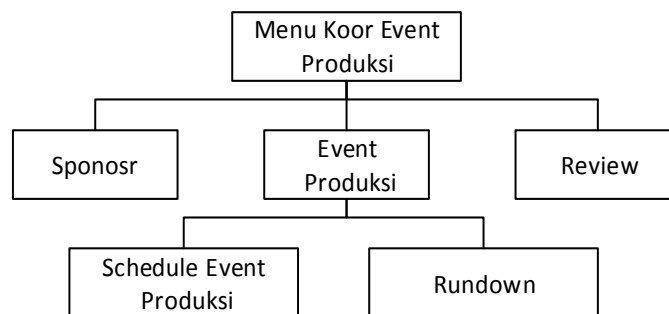 Menu Koor Event
Produksi
Sponosr
Event
Produksi
Review
Schedule Event
Produksi
Rundown